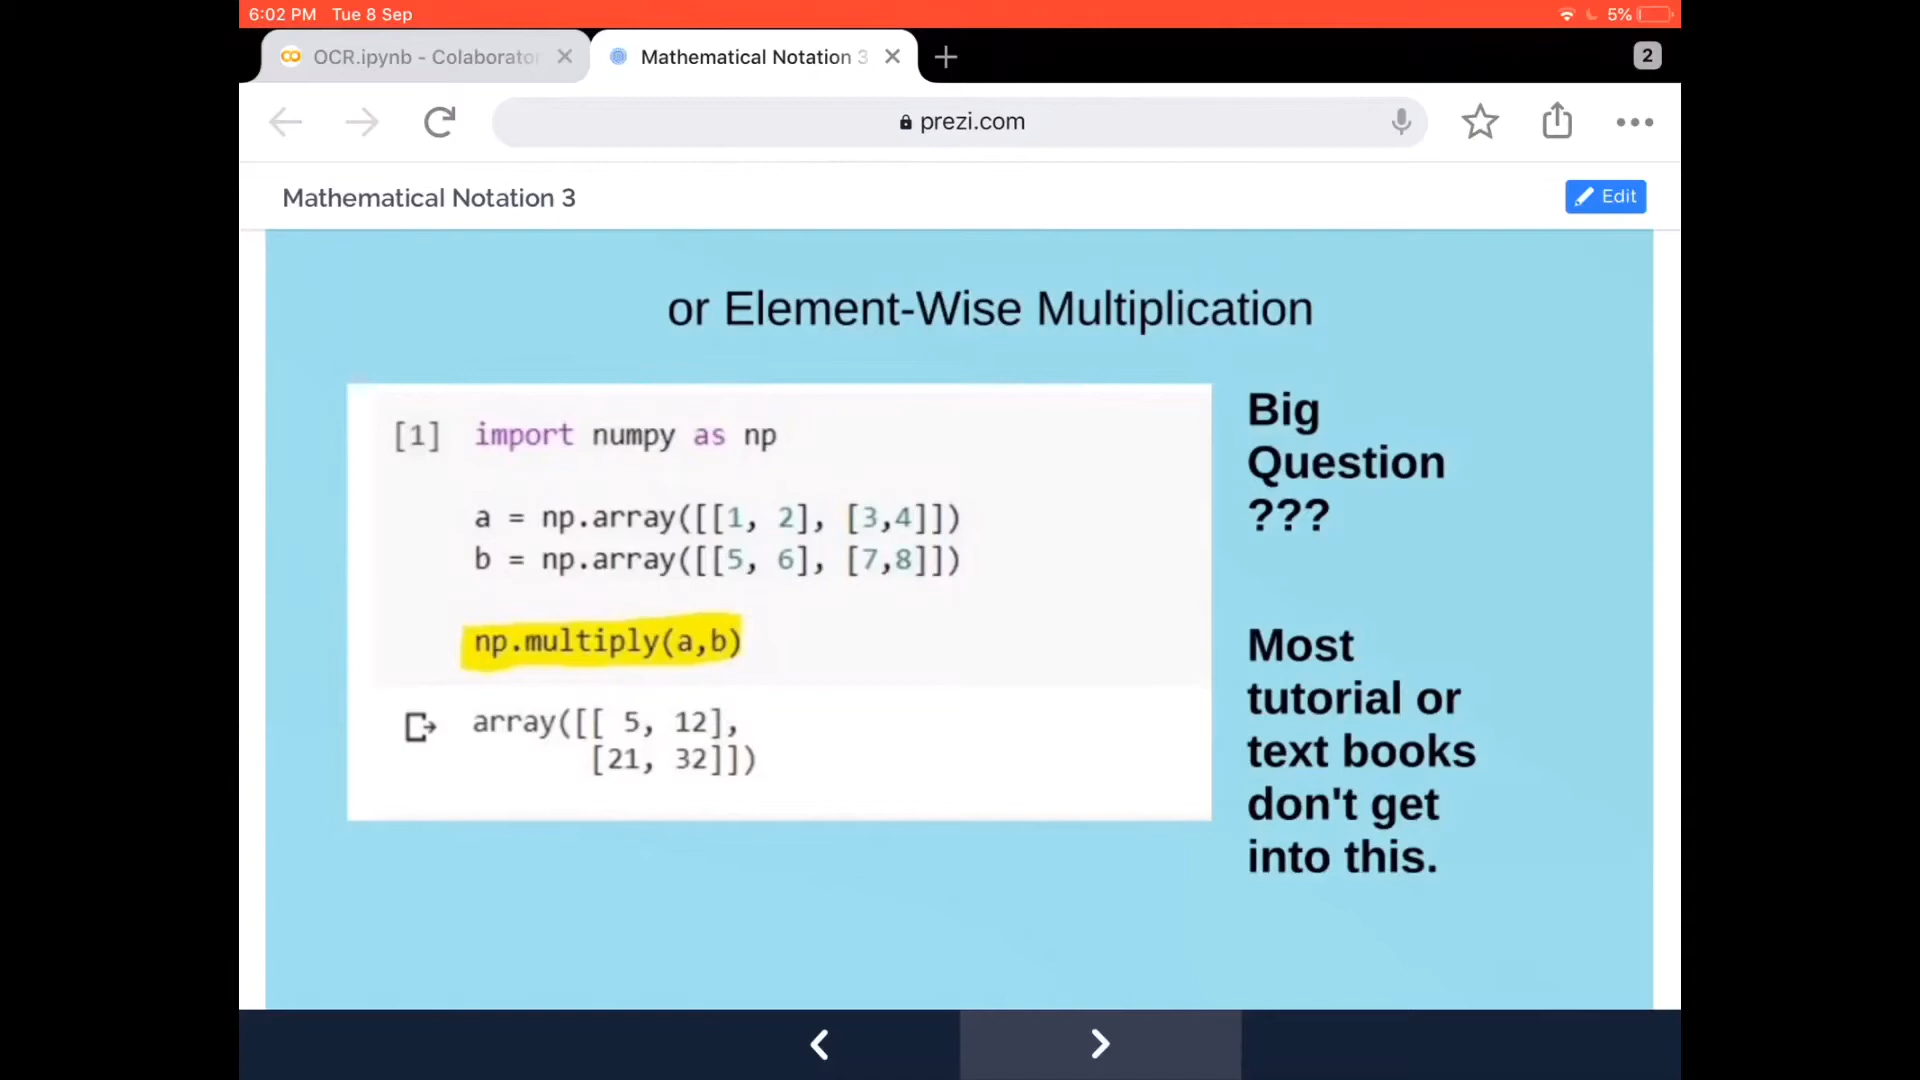 6:02 PM Tue 8 Sep 5%
OCR.ipynb - Colaborator Mathematical Notation 3 2
prezi.com
Mathematical Notation 3 Edit
or Element-Wise Multiplication
[1] import numpy as np
a = np.array([[1, 2], [3,4]])
b = np.array([[5, 6], [7,8]])
np.multiply(a,b)
array([[ 5, 12],
[21, 32]])
Big
Question
???
Most
tutorial or
text books
don't get
into this.